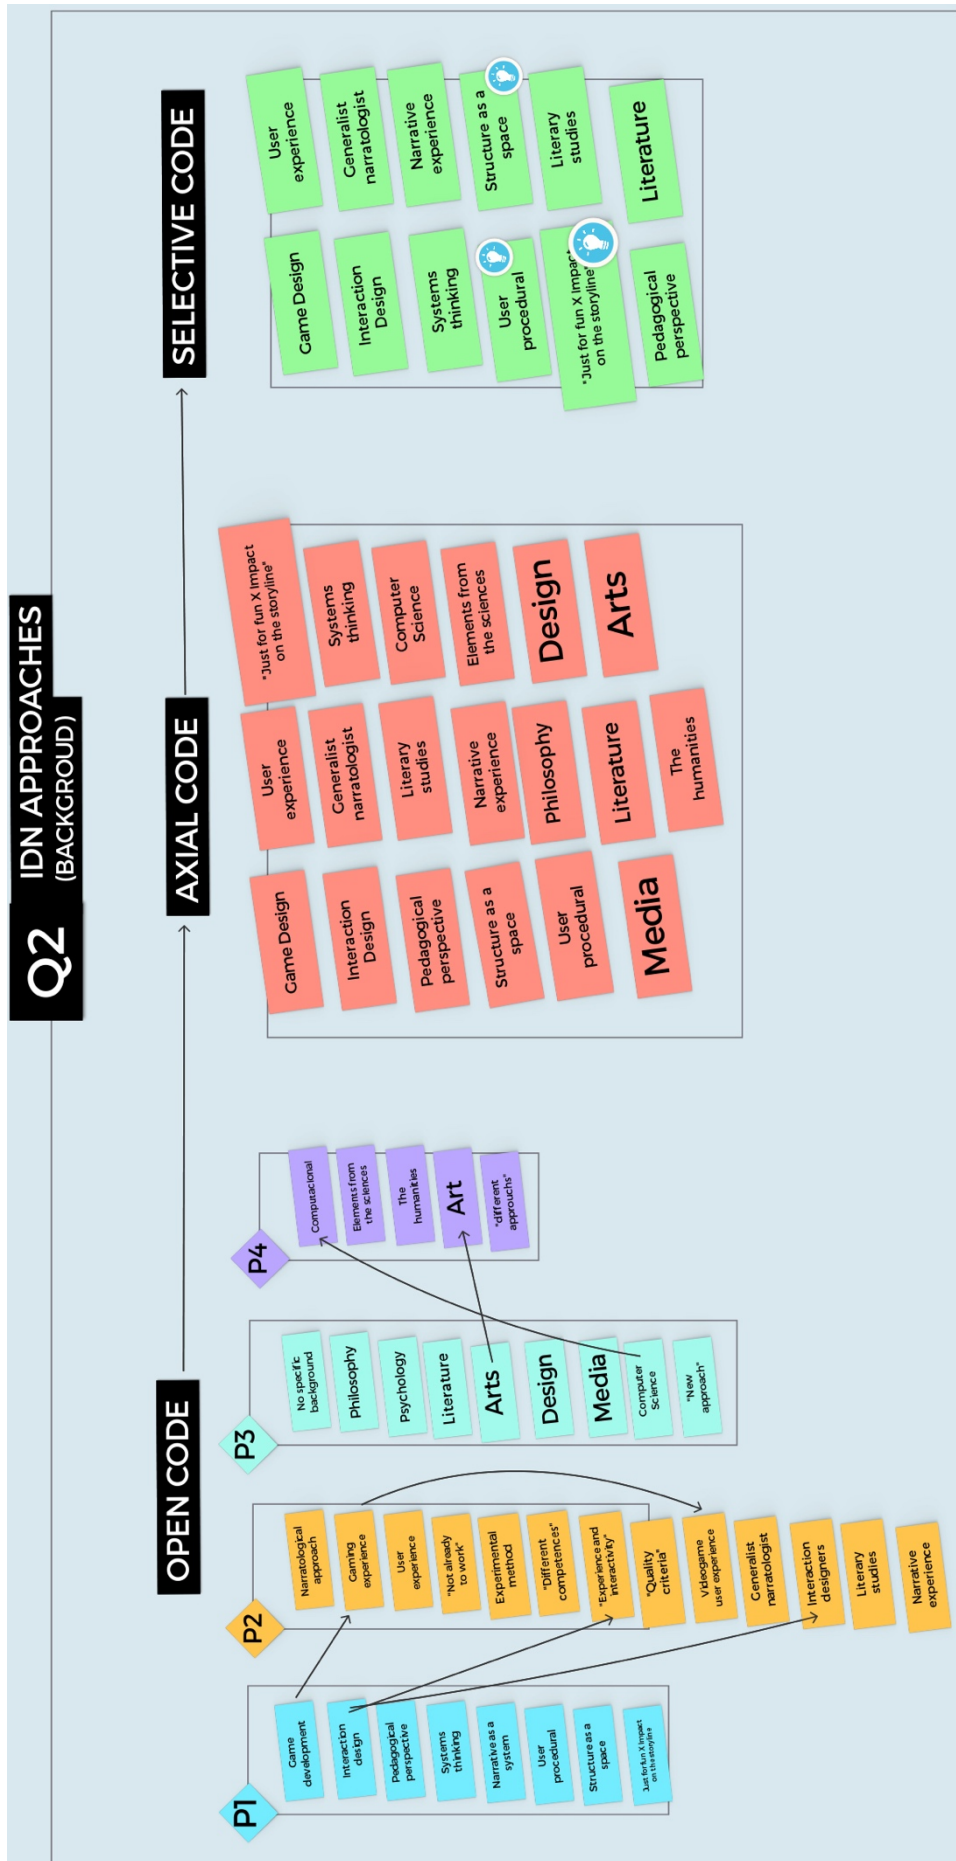 Q2
IDN APPROACHES
(BACKGROUD)
OPEN CODE
AXIAL CODE
SELECTIVE CODE
P1
Game
development
Interaction
design
Pedagogical
perspective
Systems
thinking
Narrative as a
system
User
procedural
Structure as a
space
Just for fun X Impact
on the storyline
P2
Narratological
approach
Gaming
experience
User
experience
"Not already
to work"
Experimental
method
"Different
competences"
"Experience and
interactivity"
"Quality
criteria"
Videogame
user experience
Generalist
narratologist
Interaction
designers
Literary
studies
Narrative
experience
P3
No specific
background
Philosophy
Psychology
Literature
Arts
Design
Media
Computer
Science
"New
approach"
P4
Computacional
Elements from
the sciences
The
humanities
Art
"different
approuchs"
Game Design
Interaction
Design
Pedagogical
perspective
Structure as a
space
User
procedural
Media
User
experience
Generalist
narratologist
Literary
studies
Narrative
experience
Philosophy
Literature
The
humanities
"Just for fun X Impact
on the storyline"
Systems
thinking
Computer
Science
Elements from
the sciences
Design
Arts
Game Design
Interaction
Design
Systems
thinking
User
procedural
"Just for fun X Impact
on the storyline"
Pedagogical
perspective
User
experience
Generalist
narratologist
Narrative
experience
Structure as a
space
Literary
studies
Literature